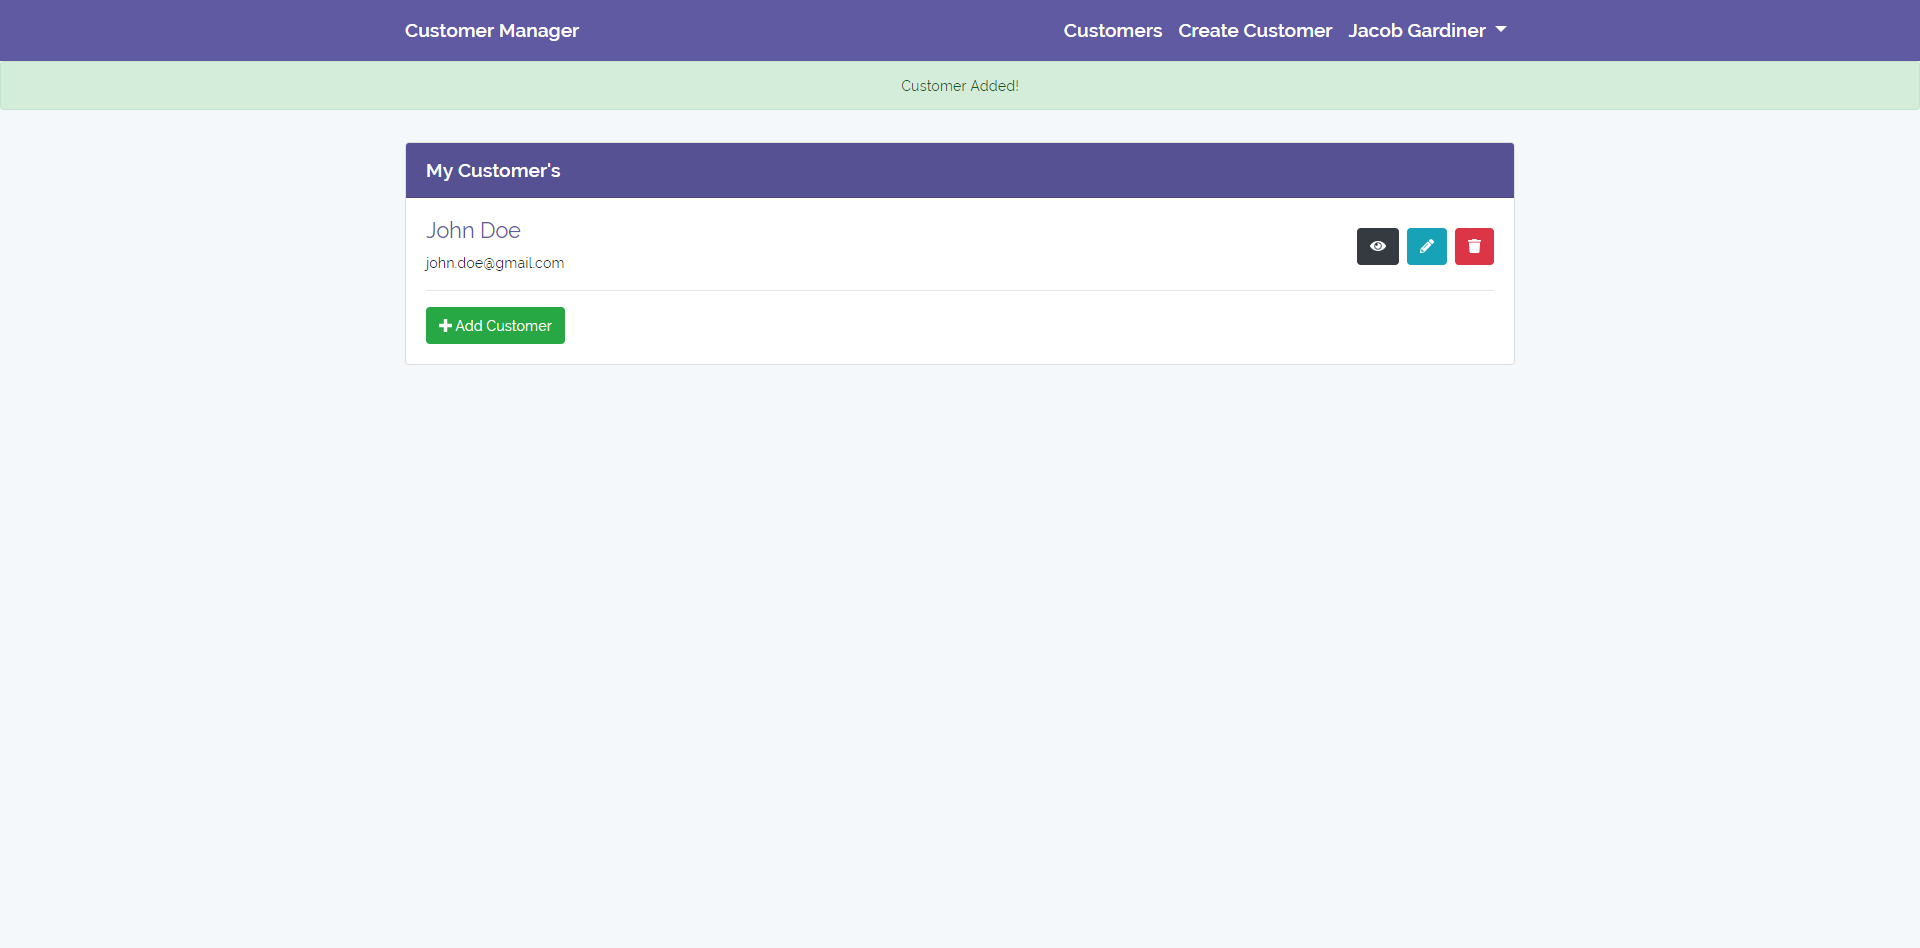 Customer Manager
Customers Create Customer Jacob Gardiner
Customer Added!
My Customer's
John Doe
john.doe@gmail.com
Add Customer